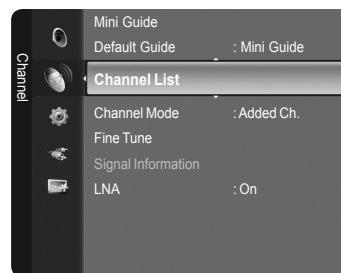 Channel
Mini Guide
Default Guide : Mini Guide
Channel List
Channel Mode : Added Ch.
Fine Tune
Signal Information
LNA : On